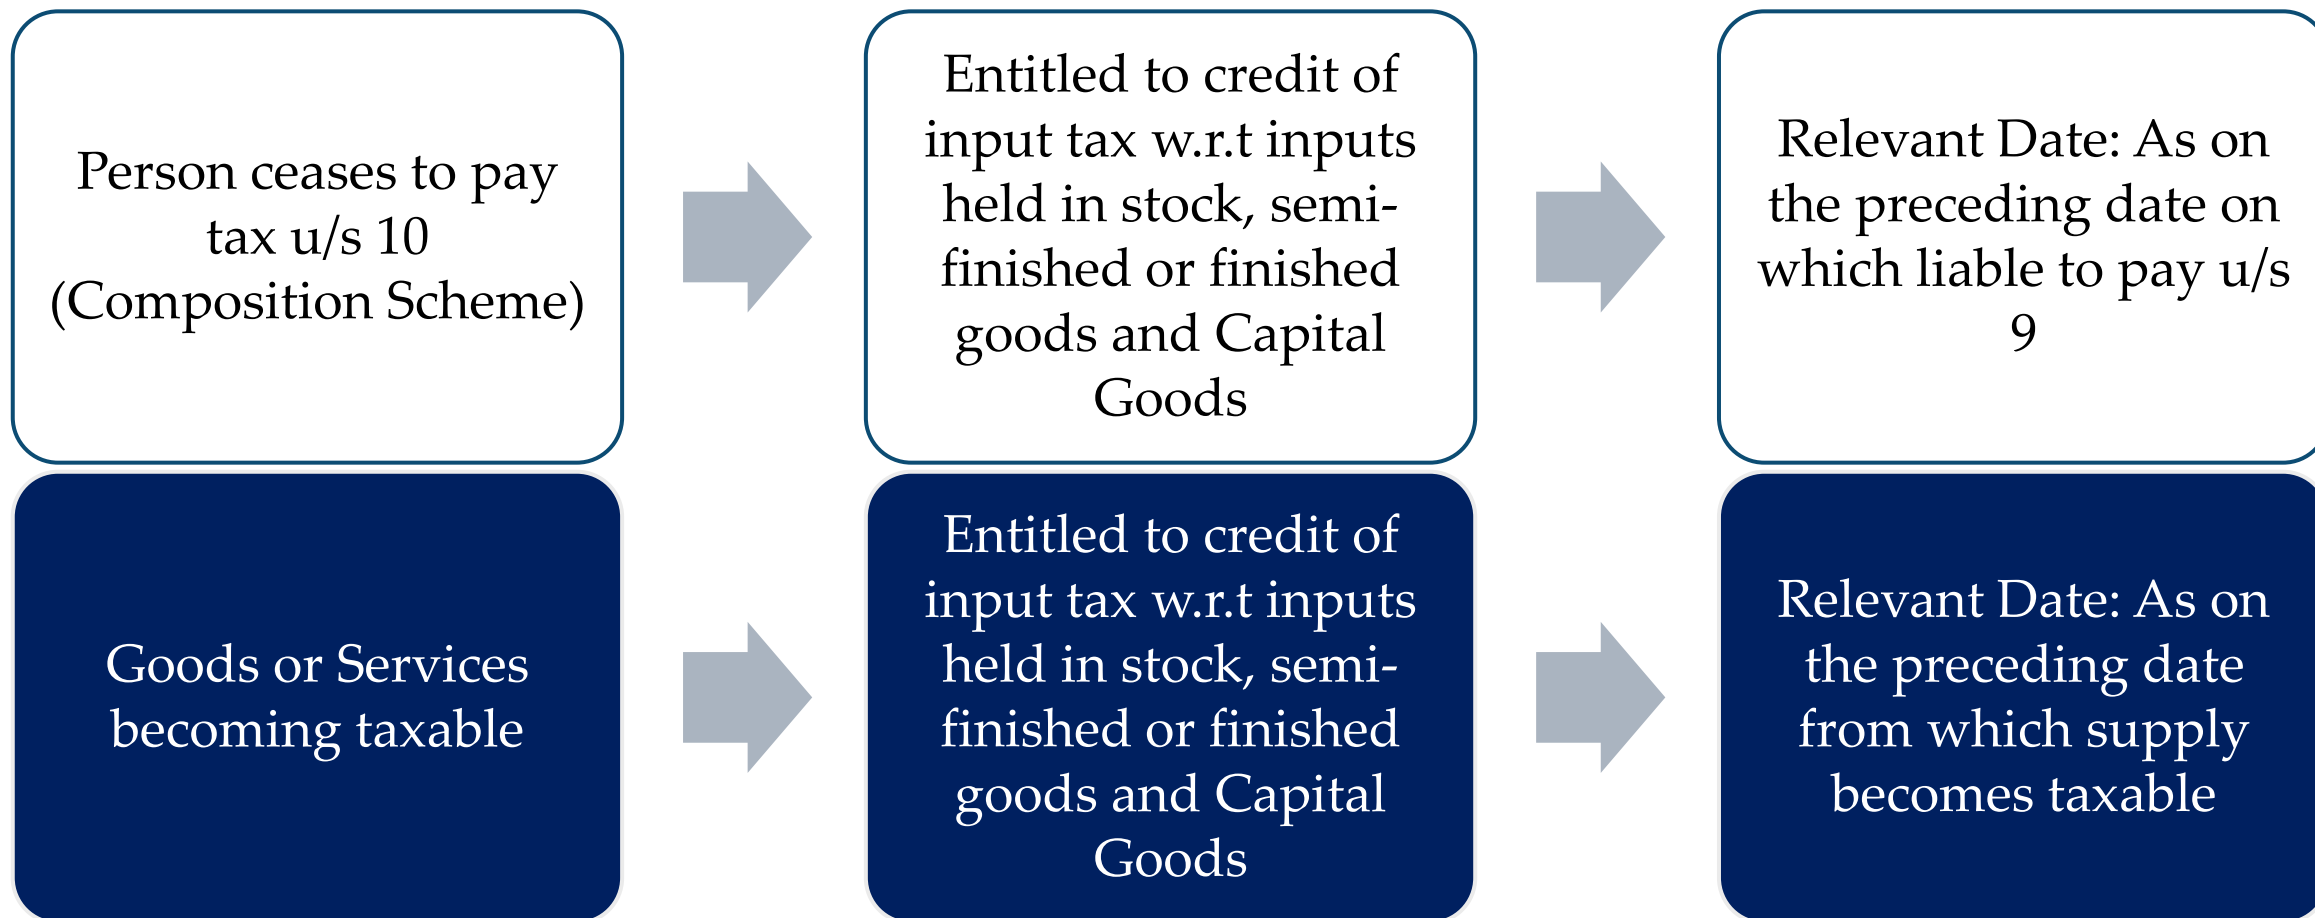 Person ceases to pay
tax u/s 10
(Composition Scheme)
Entitled to credit of
input tax w.r.t inputs
held in stock, semi-
finished or finished
goods and Capital
Goods
Relevant Date: As on
the preceding date on
which liable to pay u/s
9
Goods or Services
becoming taxable
Entitled to credit of
input tax w.r.t inputs
held in stock, semi-
finished or finished
goods and Capital
Goods
Relevant Date: As on
the preceding date
from which supply
becomes taxable